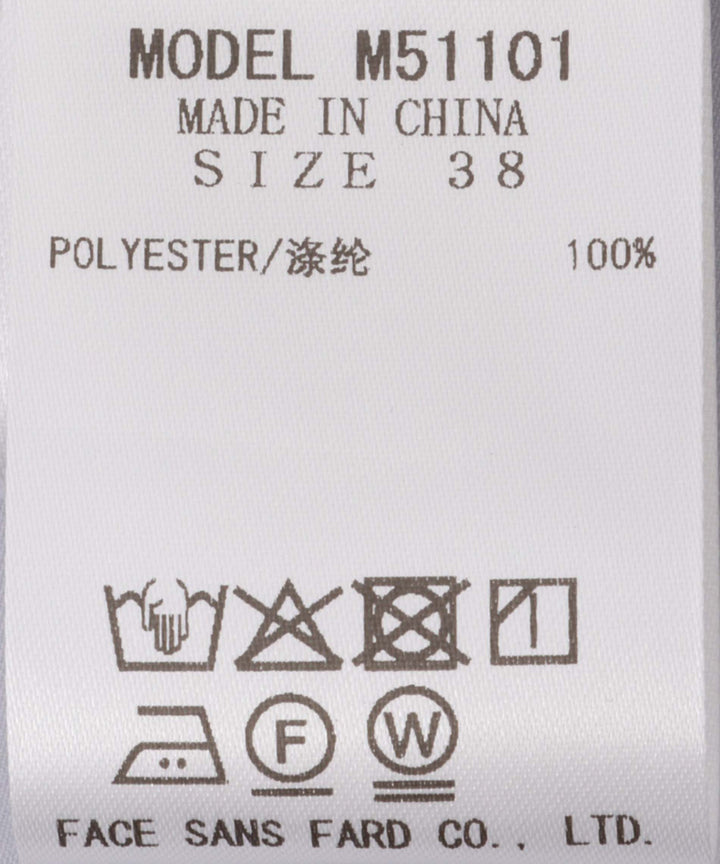 MODEL M51101
MADE IN CHINA
SIZE 38
POLYESTER/涤纶 100%
F W
FACE SANS FARD CO., LTD.